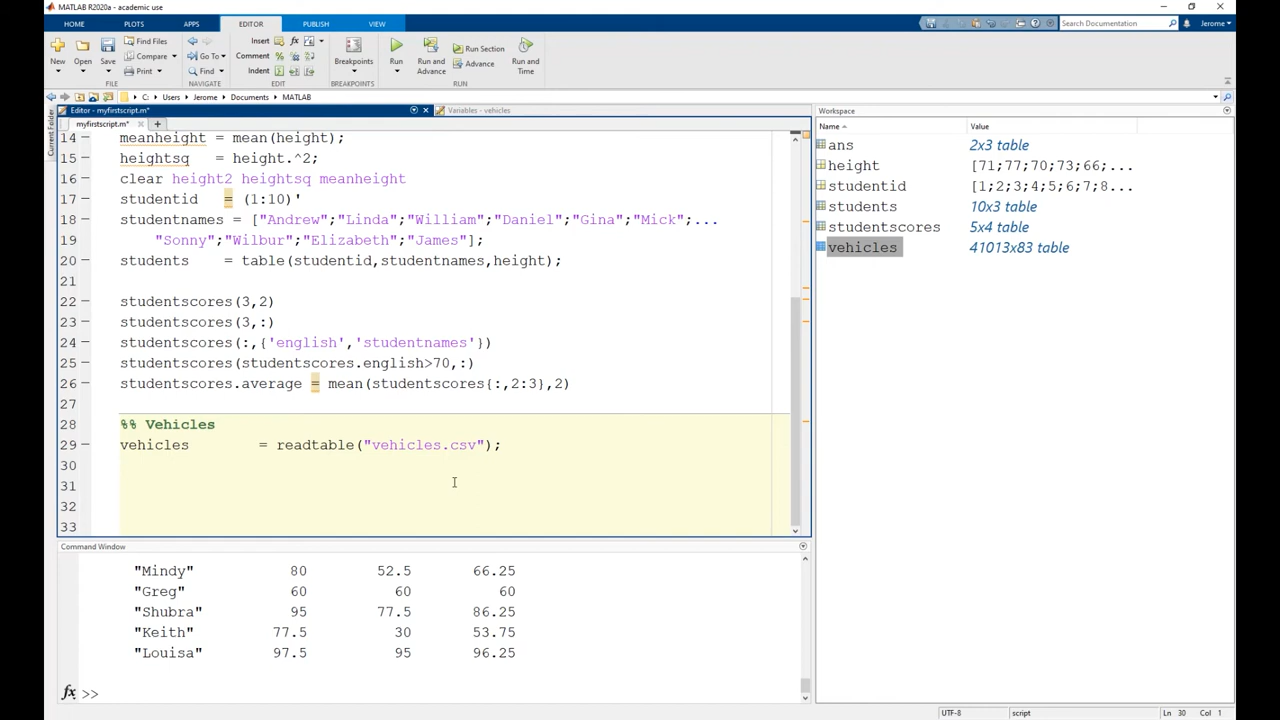 MATLAB R2020a - academic use
HOME PLOTS APPS EDITOR PUBLISH VIEW
Search Documentation Jerome
New Open Save Find Files Compare Print
Go To Find
Insert fx Comment % Indent
Breakpoints Run Run and Advance Run Section Advance Run and Time
FILE NAVIGATE EDIT BREAKPOINTS RUN
C: Users Jerome Documents MATLAB
Current Folder
Editor - myfirstscript.m* Variables - vehicles
myfirstscript.m* +
14 meanheight = mean(height);
15 heightsq = height.^2;
16 clear height2 heightsq meanheight
17 studentid = (1:10)'
18 studentnames = ["Andrew";"Linda";"William";"Daniel";"Gina";"Mick";...
19 "Sonny";"Wilbur";"Elizabeth";"James"];
20 students = table(studentid,studentnames,height);
21
22 studentscores(3,2)
23 studentscores(3,:)
24 studentscores(:,{'english','studentnames'})
25 studentscores(studentscores.english>70,:)
26 studentscores.average = mean(studentscores{:,2:3},2)
27
28 %% Vehicles
29 vehicles = readtable("vehicles.csv");
30
31
32
33
Command Window
"Mindy" 80 52.5 66.25
"Greg" 60 60 60
"Shubra" 95 77.5 86.25
"Keith" 77.5 30 53.75
"Louisa" 97.5 95 96.25
fx >>
Workspace
Name Value
ans 2x3 table
height [71;77;70;73;66;...
studentid [1;2;3;4;5;6;7;8...
students 10x3 table
studentscores 5x4 table
vehicles 41013x83 table
UTF-8 script Ln 30 Col 1